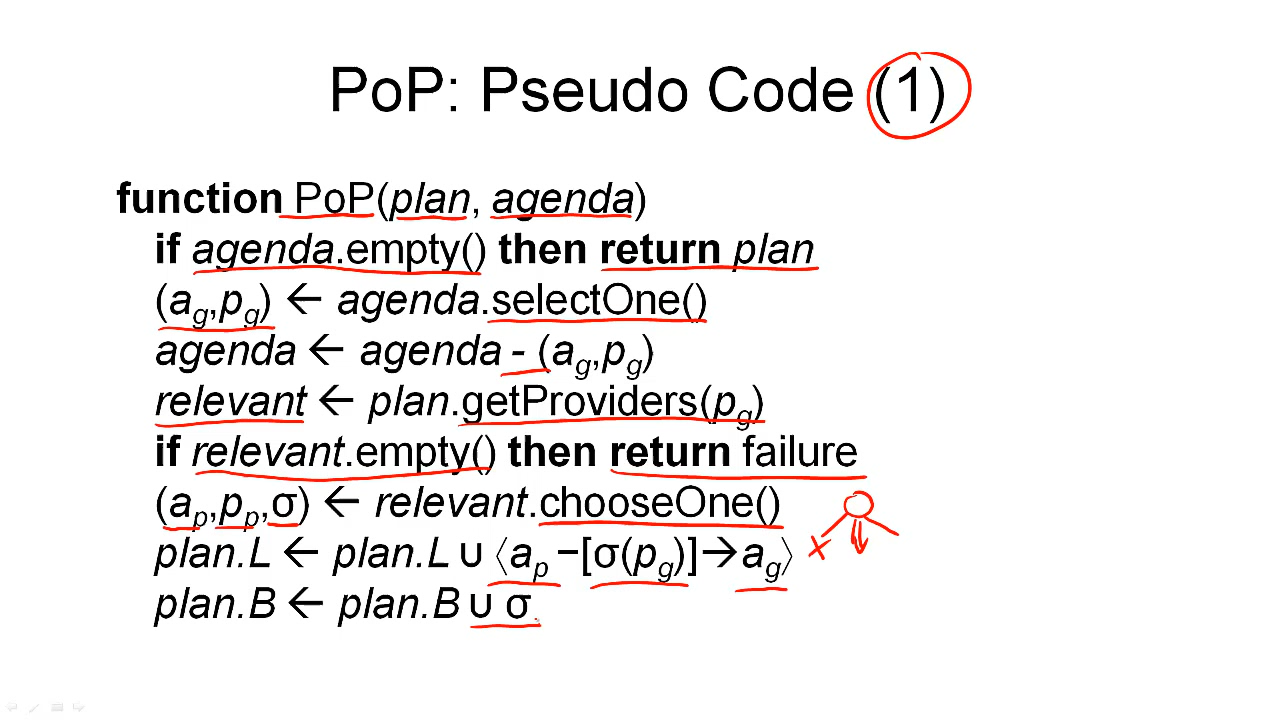 PoP: Pseudo Code (1)
function PoP(plan, agenda)
if agenda.empty() then return plan
(ag,pg) ← agenda.selectOne()
agenda ← agenda - (ag,pg)
relevant ← plan.getProviders(pg)
if relevant.empty() then return failure
(ap,pp,σ) ← relevant.chooseOne()
plan.L ← plan.L ∪ 〈ap −[σ(pg)]→ag〉
plan.B ← plan.B ∪ σ